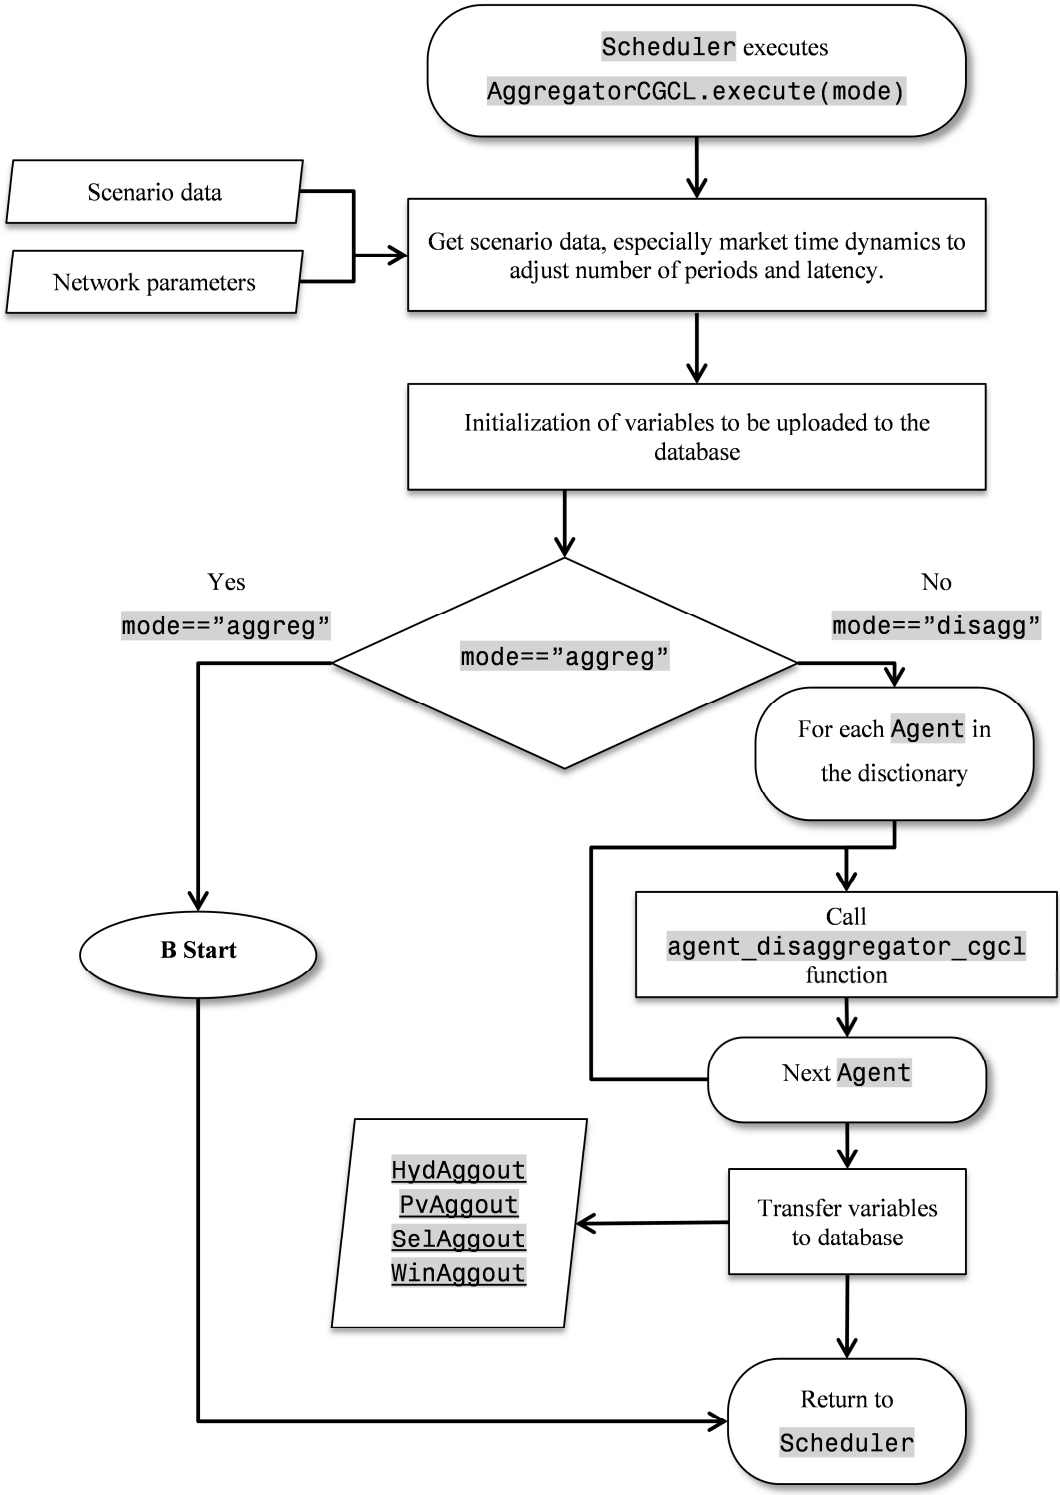 Scheduler executes
AggregatorCGCL.execute(mode)
Scenario data
Network parameters
Get scenario data, especially market time dynamics to
adjust number of periods and latency.
Initialization of variables to be uploaded to the
database
Yes
mode==”aggreg”
mode==”aggreg”
No
mode==”disagg”
For each Agent in
the disctionary
B Start
Call
agent_disaggregator_cgcl
function
Next Agent
HydAggout
PvAggout
SelAggout
WinAggout
Transfer variables
to database
Return to
Scheduler